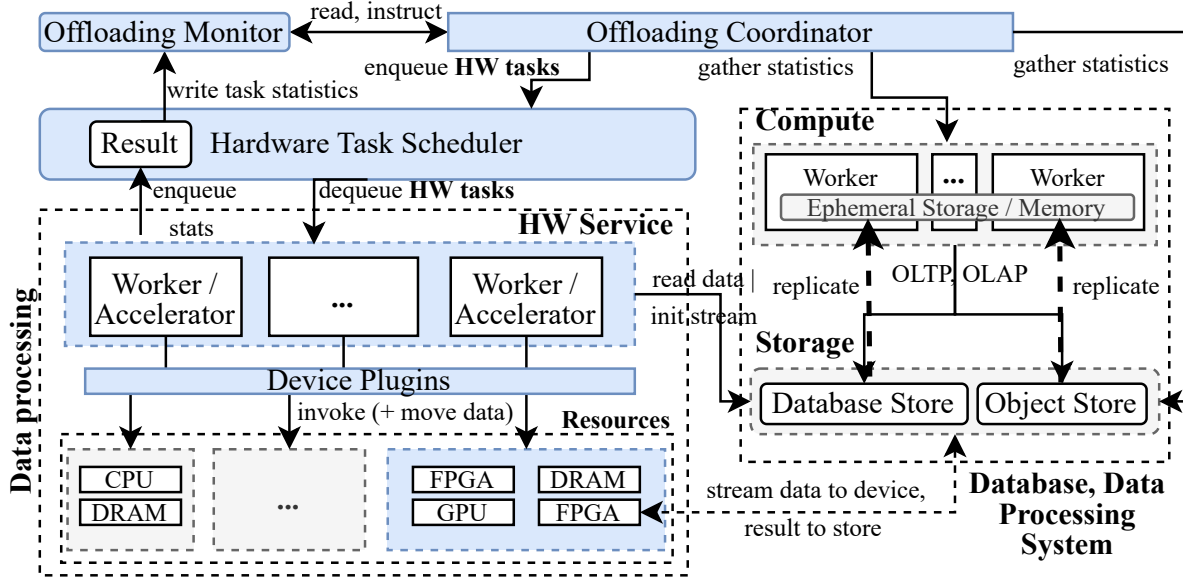 read, instruct
Offloading Monitor
Offloading Coordinator
enqueue HW tasks
gather statistics
gather statistics
write task statistics
Result
Hardware Task Scheduler
enqueue
stats
dequeue HW tasks
HW Service
Data processing
Worker /
Accelerator
...
Worker /
Accelerator
Device Plugins
invoke (+ move data)
Resources
CPU
DRAM
...
FPGA
DRAM
GPU
FPGA
read data |
init stream
Compute
Worker
...
Worker
Ephemeral Storage / Memory
replicate
OLTP, OLAP
replicate
Storage
Database Store
Object Store
stream data to device,
result to store
Database, Data
Processing
System